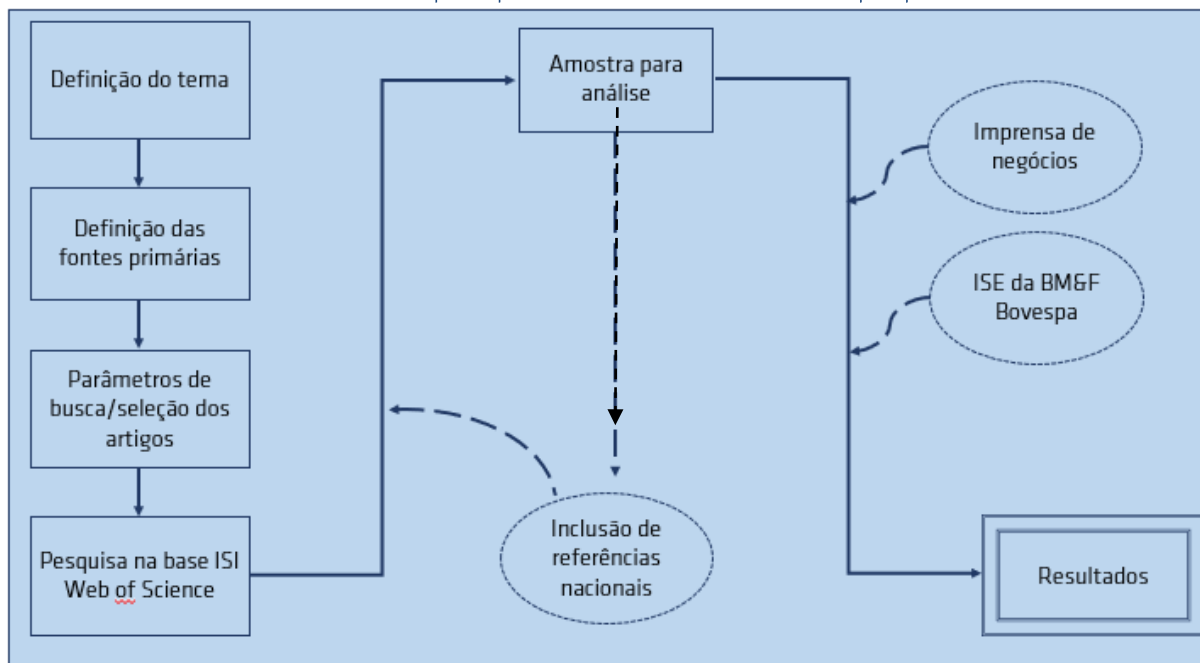 Definição do tema
Definição das
fontes primárias
Parâmetros de
busca/seleção dos
artigos
Pesquisa na base ISI
Web of Science
Amostra para
análise
Inclusão de
referências
nacionais
Imprensa de
negócios
ISE da BM&F
Bovespa
Resultados